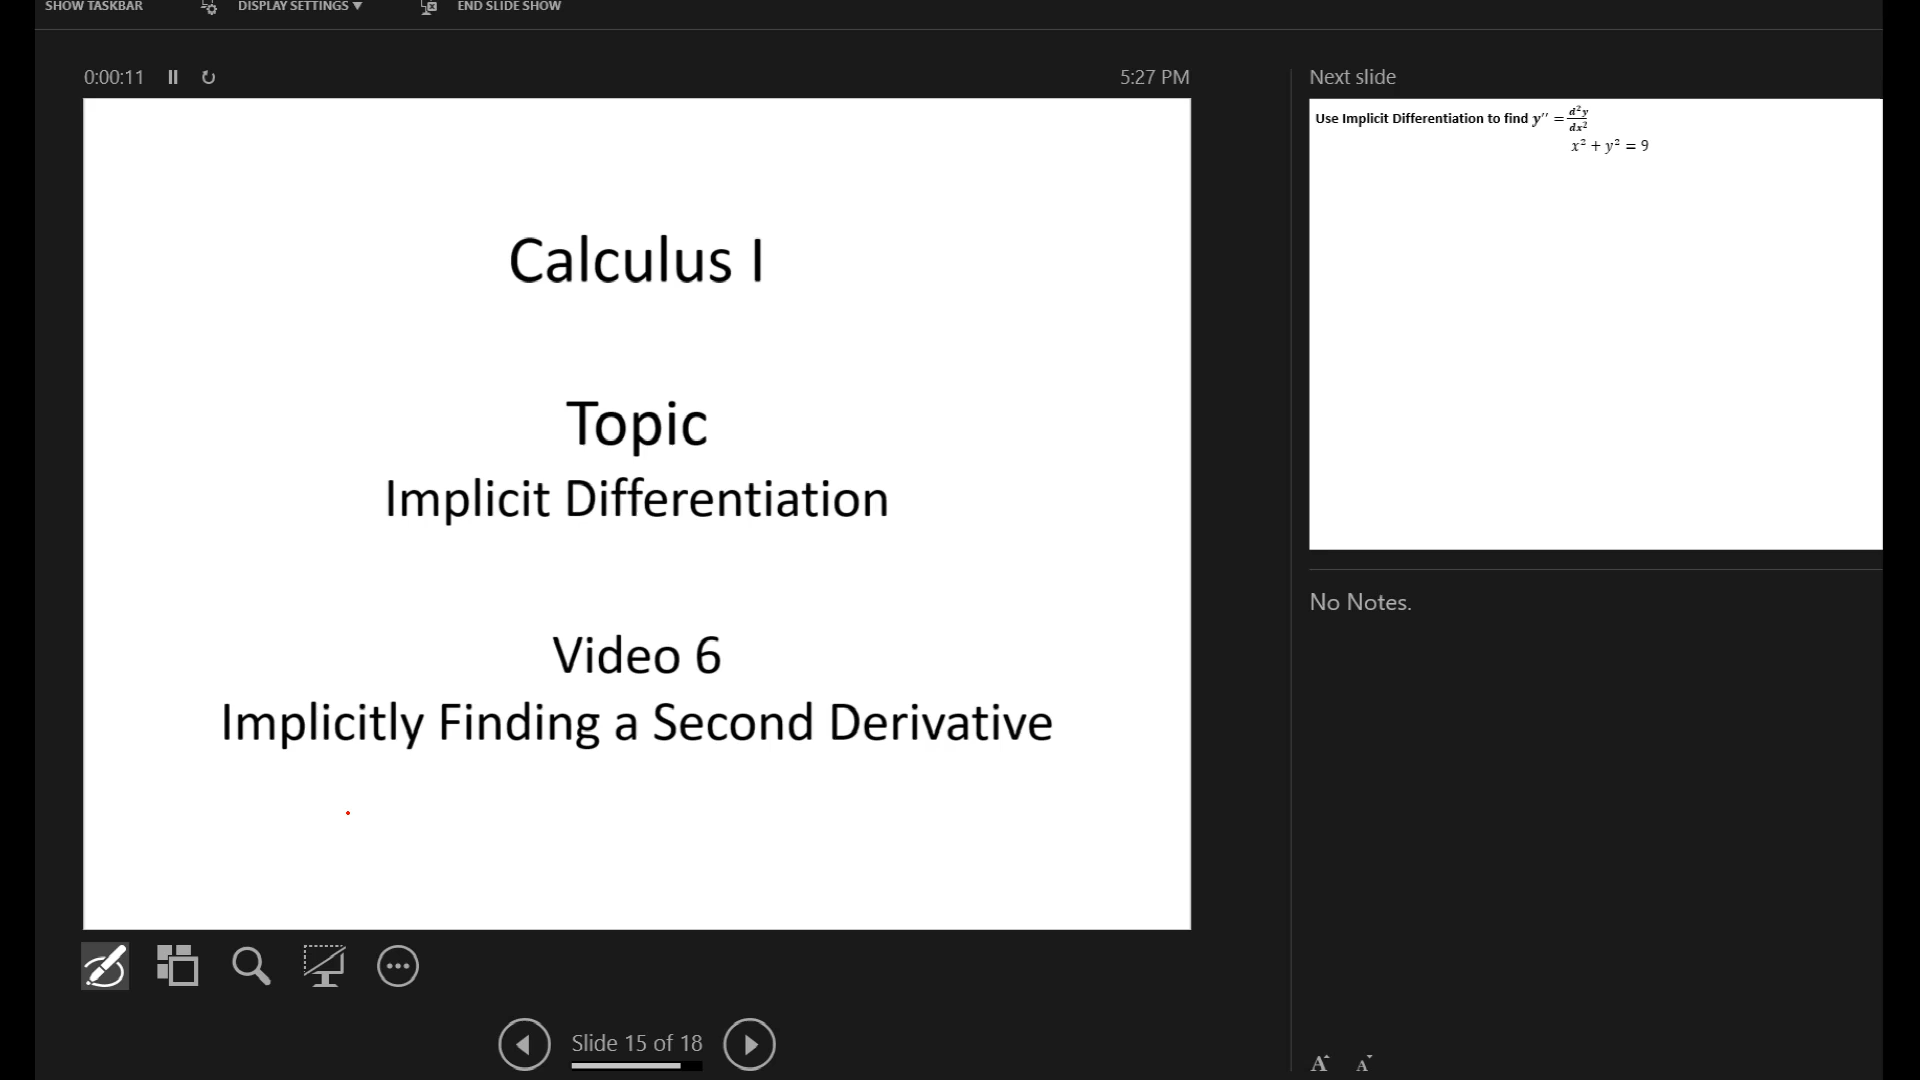 SHOW TASKBAR DISPLAY SETTINGS ▼ END SLIDE SHOW
0:00:11 5:27 PM
Calculus I
Topic
Implicit Differentiation
Video 6
Implicitly Finding a Second Derivative
Slide 15 of 18
Next slide
Use Implicit Differentiation to find y′′ = d²y/dx²
x² + y² = 9
No Notes.
A A